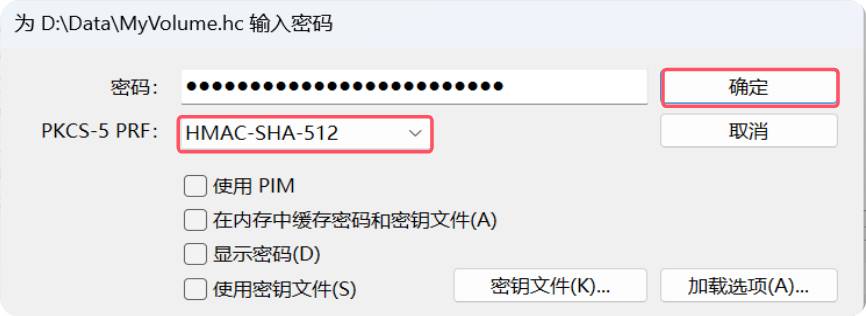 为 D:\Data\MyVolume.hc 输入密码
密码: ●●●●●●●●●●●●●●●●●●●●●●●●● 确定
PKCS-5 PRF: HMAC-SHA-512 取消
使用 PIM
在内存中缓存密码和密钥文件(A)
显示密码(D)
使用密钥文件(S) 密钥文件(K)... 加载选项(A)...